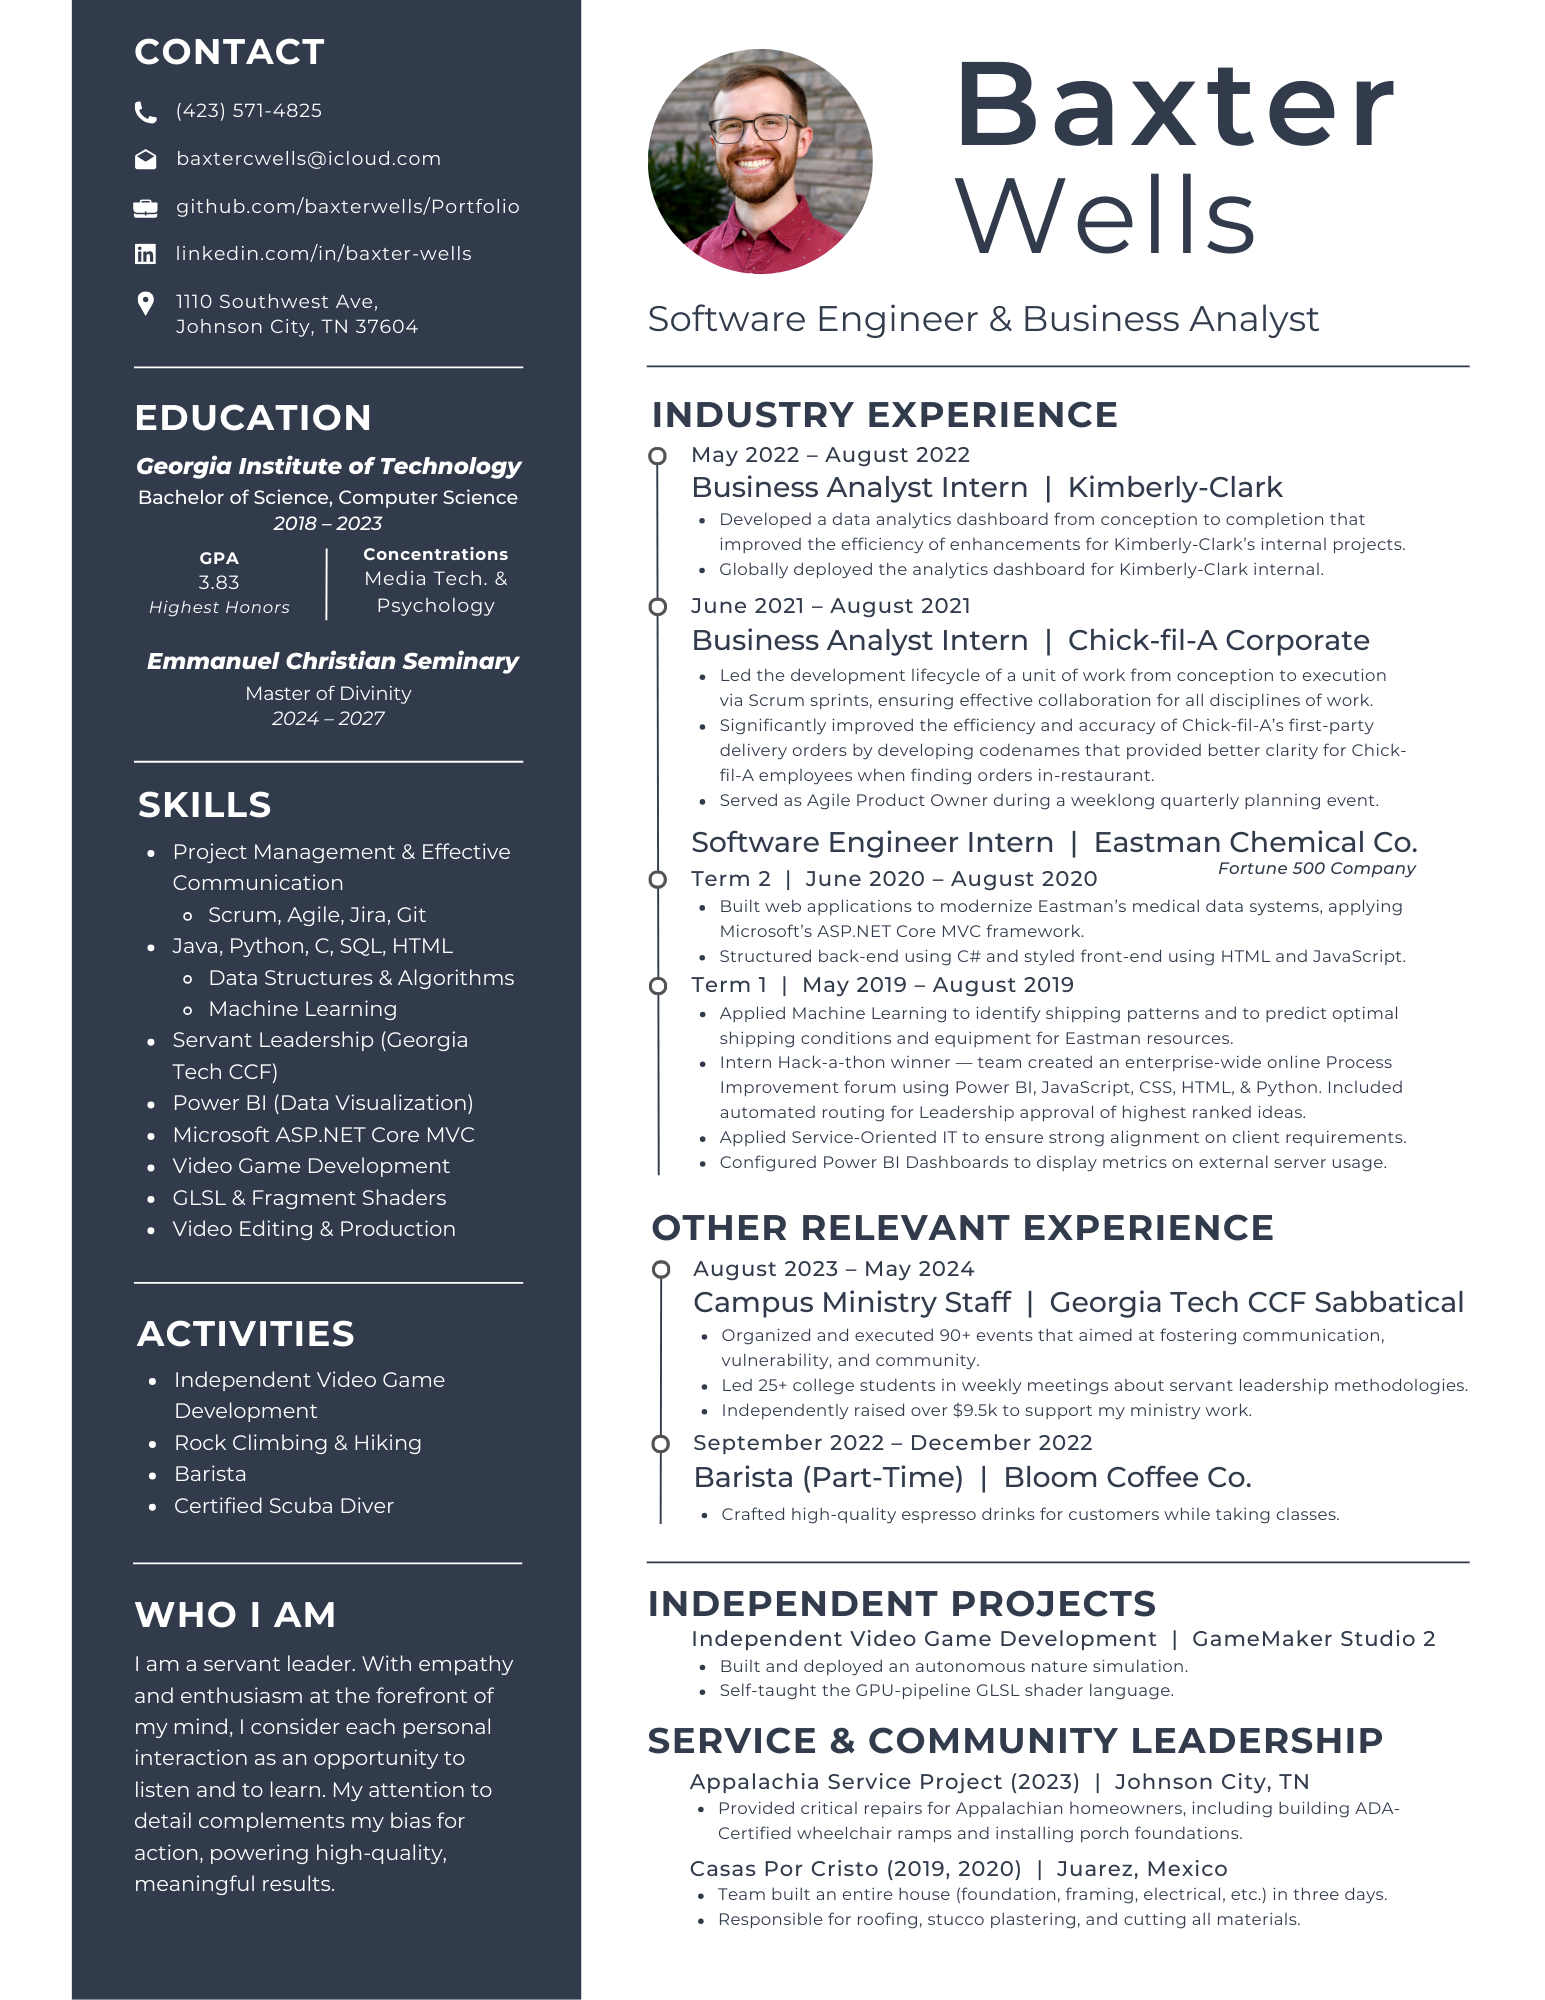 CONTACT
(423) 571-4825
baxtercwells@icloud.com
github.com/baxterwells/Portfolio
linkedin.com/in/baxter-wells
1110 Southwest Ave,
Johnson City, TN 37604
EDUCATION
Georgia Institute of Technology
Bachelor of Science, Computer Science
2018 – 2023
GPA
3.83
Highest Honors
Concentrations
Media Tech. &
Psychology
Emmanuel Christian Seminary
Master of Divinity
2024 – 2027
SKILLS
• Project Management & Effective
Communication
◦ Scrum, Agile, Jira, Git
• Java, Python, C, SQL, HTML
◦ Data Structures & Algorithms
◦ Machine Learning
• Servant Leadership (Georgia
Tech CCF)
• Power BI (Data Visualization)
• Microsoft ASP.NET Core MVC
• Video Game Development
• GLSL & Fragment Shaders
• Video Editing & Production
ACTIVITIES
• Independent Video Game
Development
• Rock Climbing & Hiking
• Barista
• Certified Scuba Diver
WHO I AM
I am a servant leader. With empathy
and enthusiasm at the forefront of
my mind, I consider each personal
interaction as an opportunity to
listen and to learn. My attention to
detail complements my bias for
action, powering high-quality,
meaningful results.
Baxter
Wells
Software Engineer & Business Analyst
INDUSTRY EXPERIENCE
May 2022 – August 2022
Business Analyst Intern | Kimberly-Clark
• Developed a data analytics dashboard from conception to completion that
improved the efficiency of enhancements for Kimberly-Clark's internal projects.
• Globally deployed the analytics dashboard for Kimberly-Clark internal.
June 2021 – August 2021
Business Analyst Intern | Chick-fil-A Corporate
• Led the development lifecycle of a unit of work from conception to execution
via Scrum sprints, ensuring effective collaboration for all disciplines of work.
• Significantly improved the efficiency and accuracy of Chick-fil-A's first-party
delivery orders by developing codenames that provided better clarity for Chick-
fil-A employees when finding orders in-restaurant.
• Served as Agile Product Owner during a weeklong quarterly planning event.
Software Engineer Intern | Eastman Chemical Co.
Fortune 500 Company
Term 2 | June 2020 – August 2020
• Built web applications to modernize Eastman's medical data systems, applying
Microsoft's ASP.NET Core MVC framework.
• Structured back-end using C# and styled front-end using HTML and JavaScript.
Term 1 | May 2019 – August 2019
• Applied Machine Learning to identify shipping patterns and to predict optimal
shipping conditions and equipment for Eastman resources.
• Intern Hack-a-thon winner — team created an enterprise-wide online Process
Improvement forum using Power BI, JavaScript, CSS, HTML, & Python. Included
automated routing for Leadership approval of highest ranked ideas.
• Applied Service-Oriented IT to ensure strong alignment on client requirements.
• Configured Power BI Dashboards to display metrics on external server usage.
OTHER RELEVANT EXPERIENCE
August 2023 – May 2024
Campus Ministry Staff | Georgia Tech CCF Sabbatical
• Organized and executed 90+ events that aimed at fostering communication,
vulnerability, and community.
• Led 25+ college students in weekly meetings about servant leadership methodologies.
• Independently raised over $9.5k to support my ministry work.
September 2022 – December 2022
Barista (Part-Time) | Bloom Coffee Co.
• Crafted high-quality espresso drinks for customers while taking classes.
INDEPENDENT PROJECTS
Independent Video Game Development | GameMaker Studio 2
• Built and deployed an autonomous nature simulation.
• Self-taught the GPU-pipeline GLSL shader language.
SERVICE & COMMUNITY LEADERSHIP
Appalachia Service Project (2023) | Johnson City, TN
• Provided critical repairs for Appalachian homeowners, including building ADA-
Certified wheelchair ramps and installing porch foundations.
Casas Por Cristo (2019, 2020) | Juarez, Mexico
• Team built an entire house (foundation, framing, electrical, etc.) in three days.
• Responsible for roofing, stucco plastering, and cutting all materials.